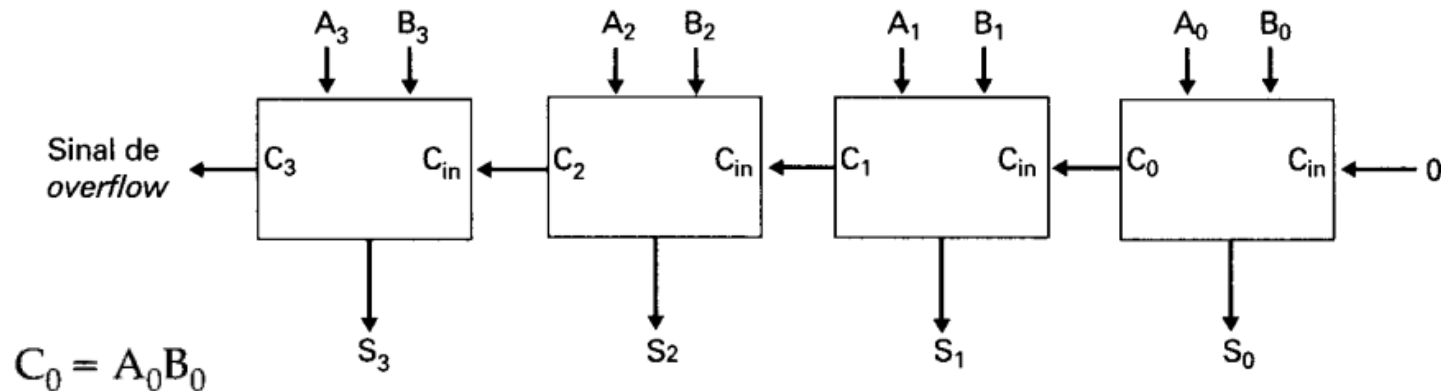 A₃ B₃ A₂ B₂ A₁ B₁ A₀ B₀
Sinal de
overflow
C₃ Cin C₂ Cin C₁ Cin C₀ Cin 0
S₃ S2 S₁ S₀
C₀ = A₀B₀